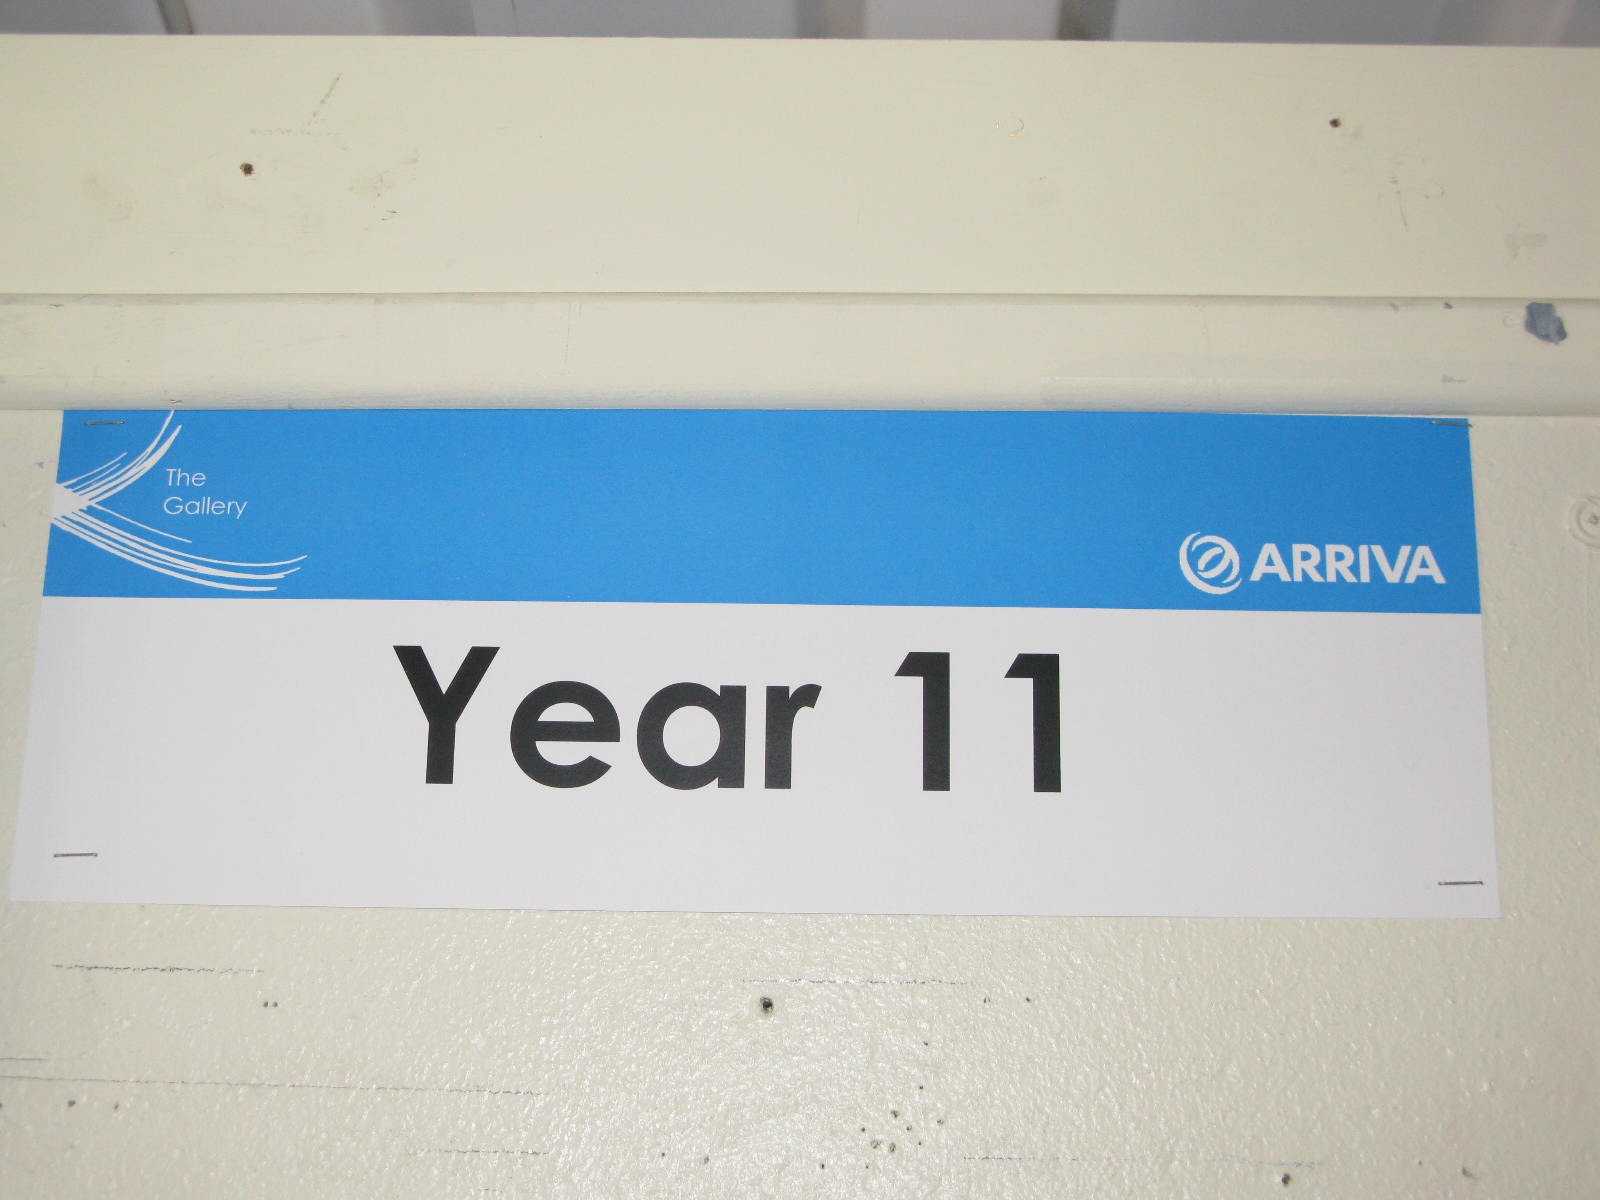 The
Gallery
ARRIVA
Year 11